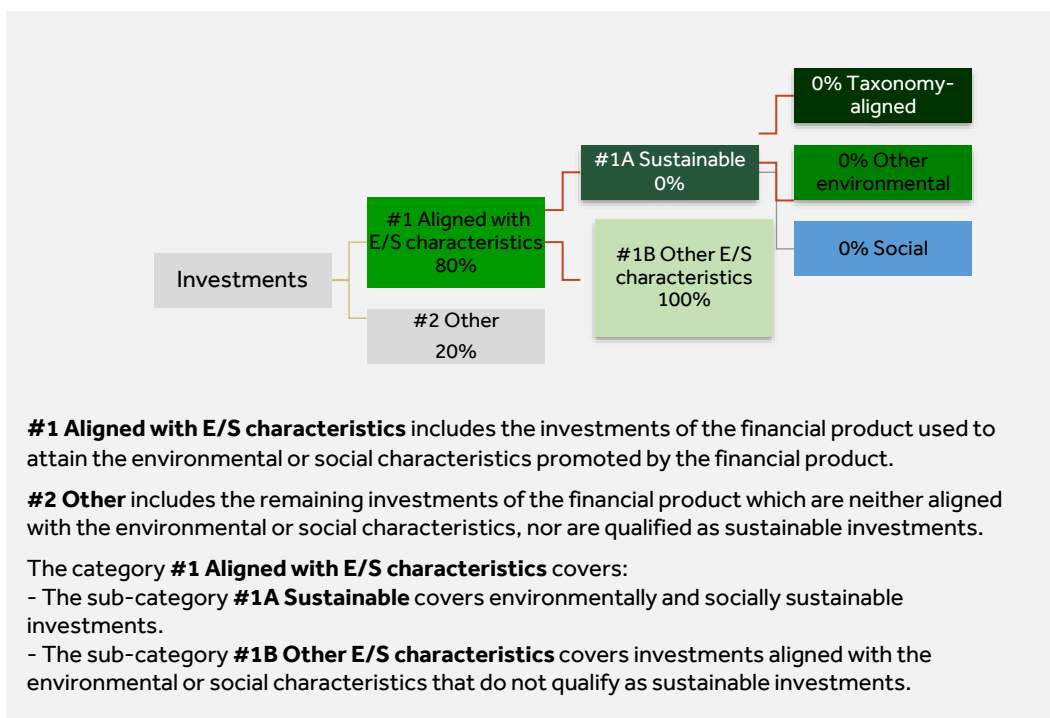 0% Taxonomy-
aligned
#1A Sustainable
0%
0% Other
environmental
#1 Aligned with
E/S characteristics
80%
#1B Other E/S
characteristics
100%
0% Social
Investments
#2 Other
20%
#1 Aligned with E/S characteristics includes the investments of the financial product used to
attain the environmental or social characteristics promoted by the financial product.
#2 Other includes the remaining investments of the financial product which are neither aligned
with the environmental or social characteristics, nor are qualified as sustainable investments.
The category #1 Aligned with E/S characteristics covers:
- The sub-category #1A Sustainable covers environmentally and socially sustainable
investments.
- The sub-category #1B Other E/S characteristics covers investments aligned with the
environmental or social characteristics that do not qualify as sustainable investments.